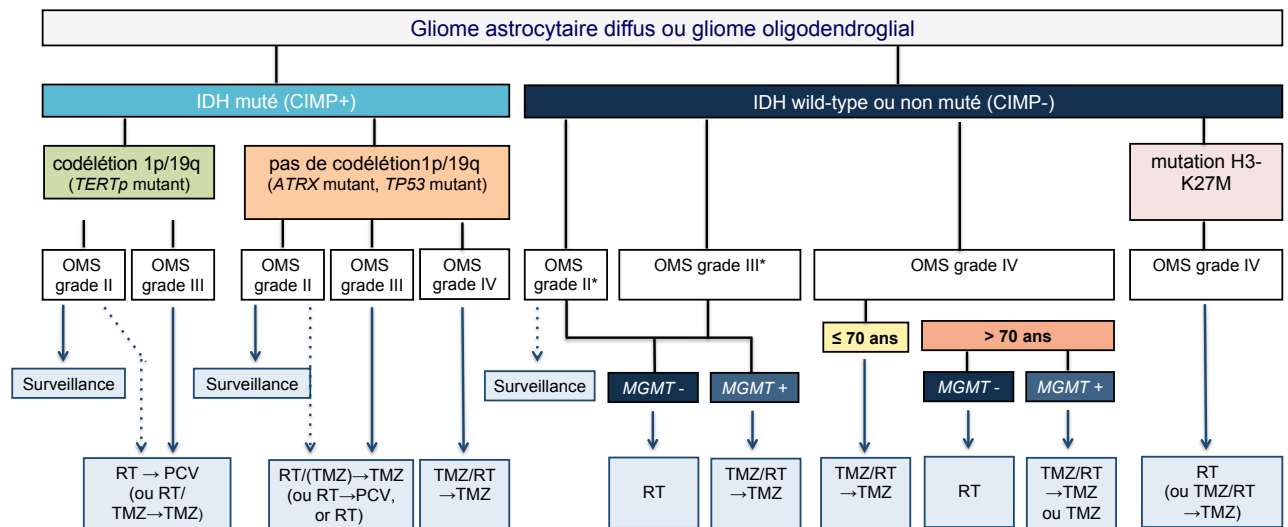 Gliome astrocytaire diffus ou gliome oligodendroglial
IDH muté (CIMP+)
IDH wild-type ou non muté (CIMP-)
codélétion 1p/19q
(TERTp mutant)
pas de codélétion1p/19q
(ATRX mutant, TP53 mutant)
mutation H3-
K27M
OMS
grade II
OMS
grade III
OMS
grade II
OMS
grade III
OMS
grade IV
OMS
grade II*
OMS grade III*
OMS grade IV
OMS grade IV
≤ 70 ans
> 70 ans
Surveillance
Surveillance
Surveillance
MGMT -
MGMT +
MGMT -
MGMT +
RT → PCV
(ou RT/
TMZ→TMZ)
RT/(TMZ)→TMZ
(ou RT→PCV,
or RT)
TMZ/RT
→TMZ
RT
TMZ/RT
→TMZ
TMZ/RT
→TMZ
RT
TMZ/RT
→TMZ
ou TMZ
RT
(ou TMZ/RT
→TMZ)